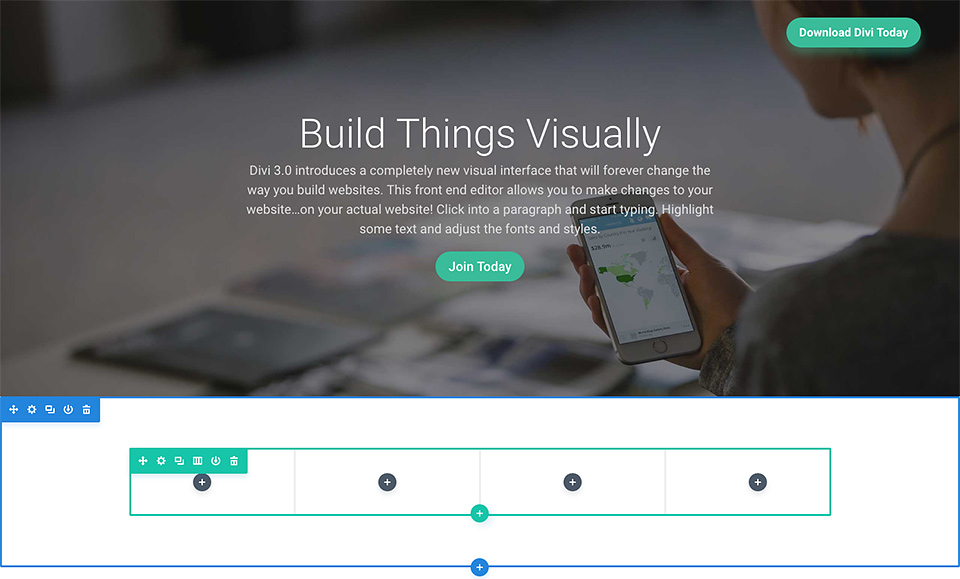 Download Divi Today
Build Things Visually
Divi 3.0 introduces a completely new visual interface that will forever change the
way you build websites. This front end editor allows you to make changes to your
website…on your actual website! Click into a paragraph and start typing. Highlight
some text and adjust the fonts and styles.
Join Today